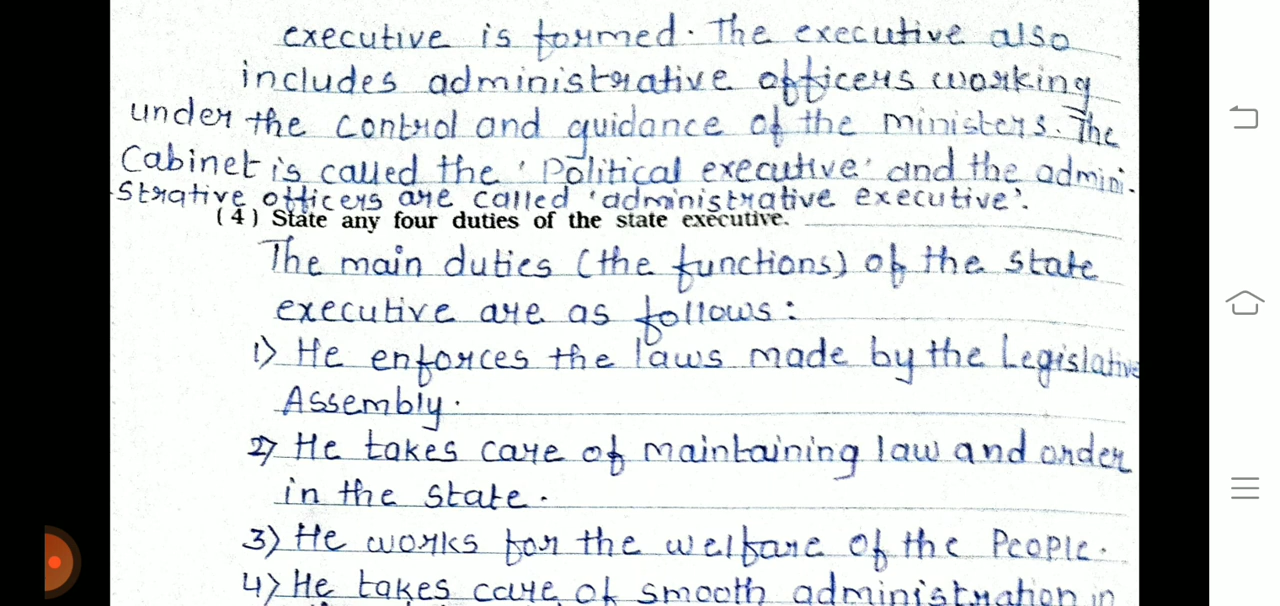 executive is formed. The executive also
includes administrative officers working
under the control and guidance of the ministers. The
Cabinet is called the 'Political executive' and the admini-
strative officers are called 'administrative executive'.
(4) State any four duties of the state executive.
The main duties (the functions) of the state
executive are as follows:
1) He enforces the laws made by the Legislative
Assembly.
2) He takes care of maintaining law and order
in the state.
3) He works for the welfare of the People.
4) He takes care of smooth administration in